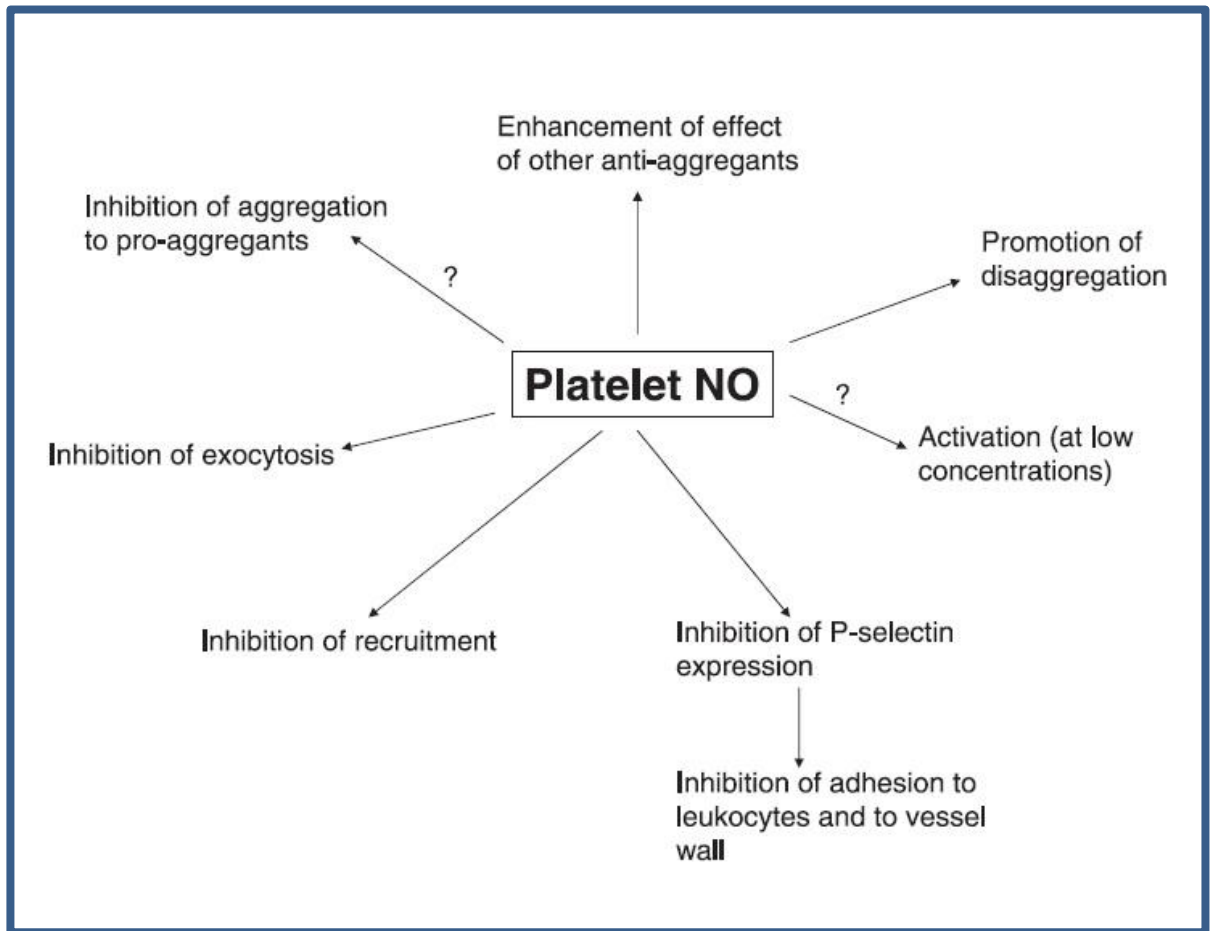 Enhancement of effect
of other anti-aggregants
Inhibition of aggregation
to pro-aggregants
?
Promotion of
disaggregation
Platelet NO
?
Activation (at low
concentrations)
Inhibition of exocytosis
Inhibition of recruitment
Inhibition of P-selectin
expression
Inhibition of adhesion to
leukocytes and to vessel
wall